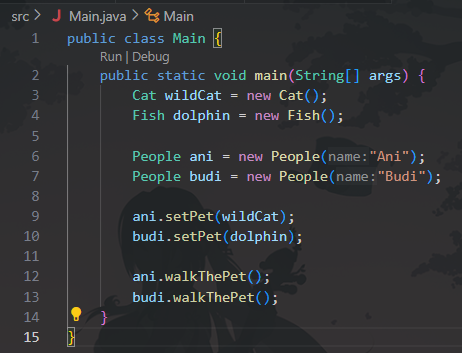 src > J Main.java > Main
1 public class Main {
Run | Debug
2     public static void main(String[] args) {
3         Cat wildCat = new Cat();
4         Fish dolphin = new Fish();
5
6         People ani = new People(name:"Ani");
7         People budi = new People(name:"Budi");
8
9         ani.setPet(wildCat);
10         budi.setPet(dolphin);
11
12         ani.walkThePet();
13         budi.walkThePet();
14     }
15 }